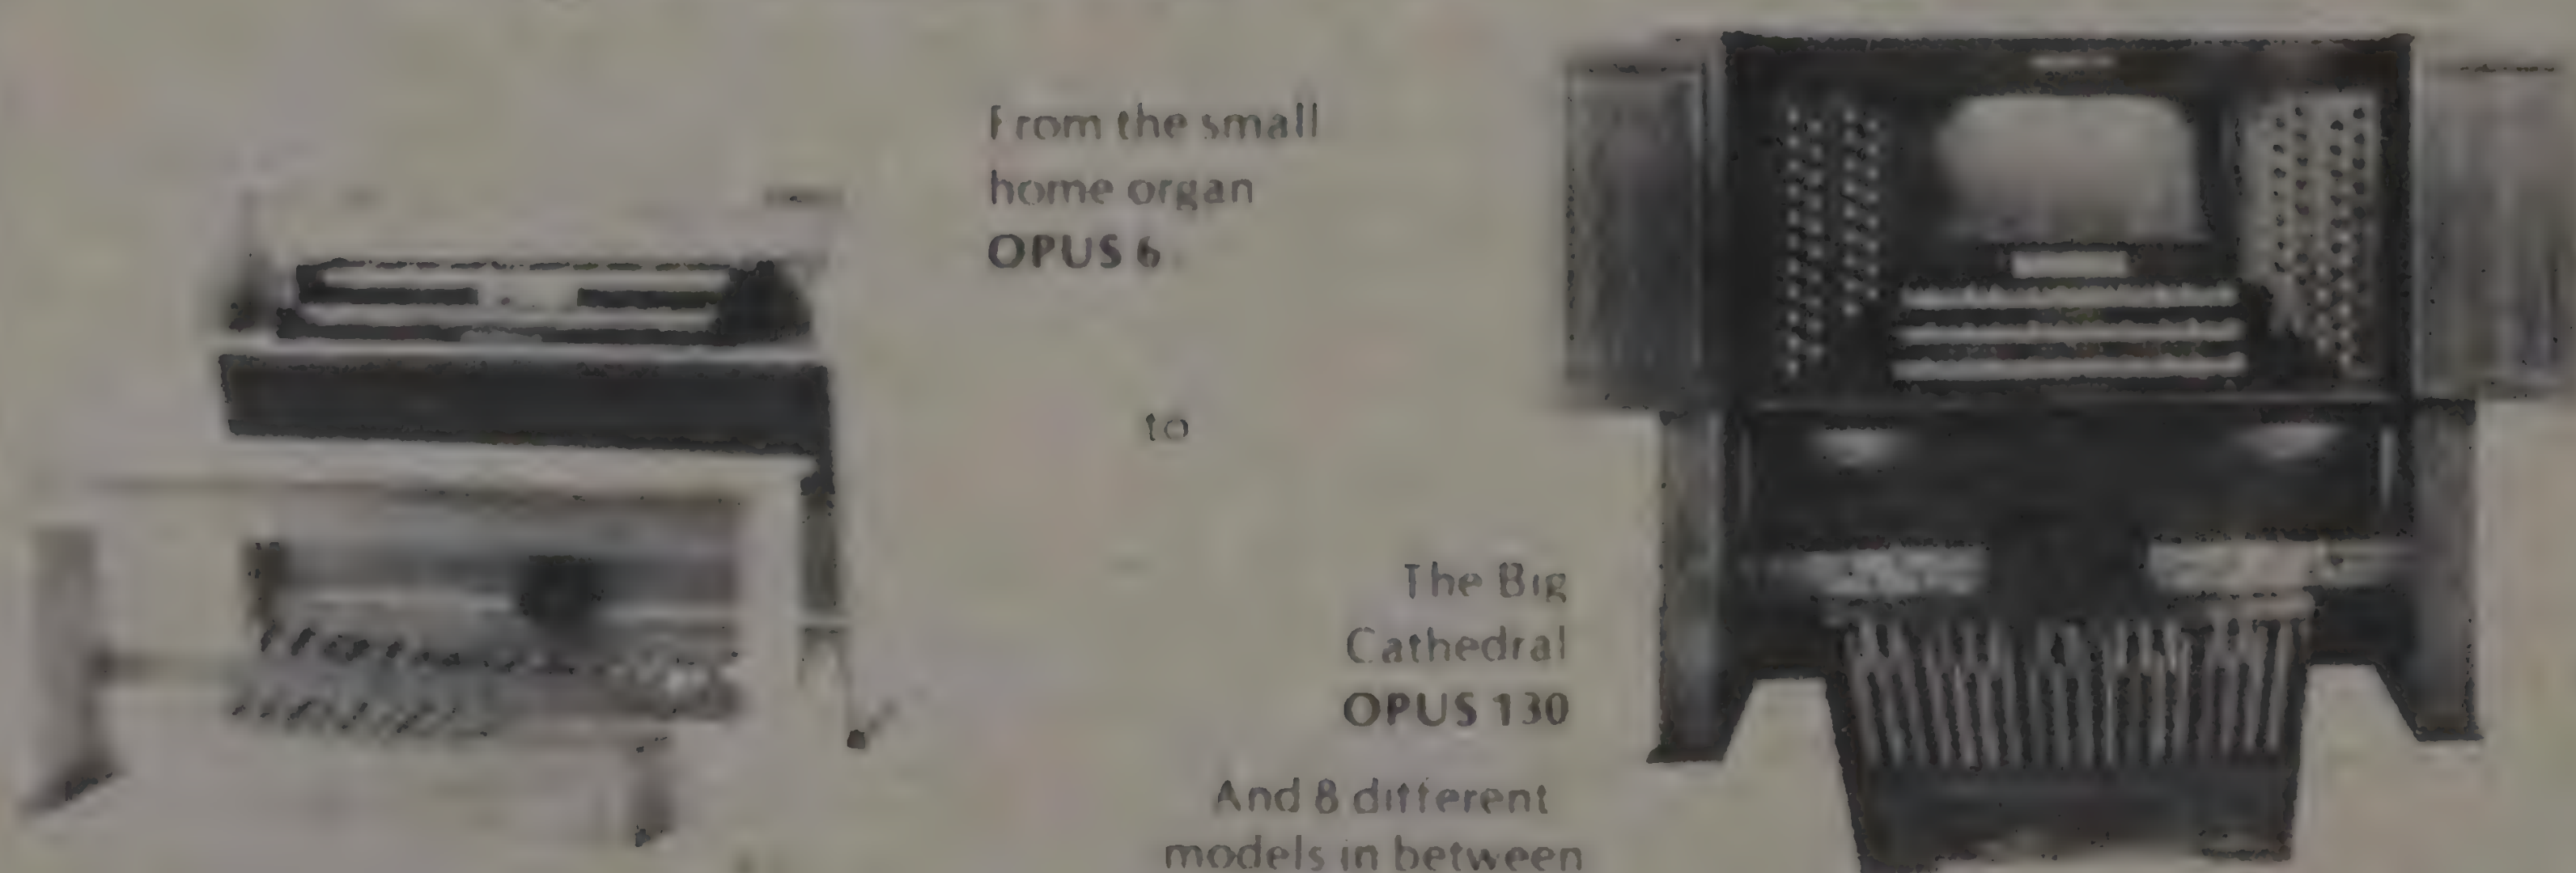 From the small
home organ
OPUS 6
to
The Big
Cathedral
OPUS 130
And 8 different
models in between